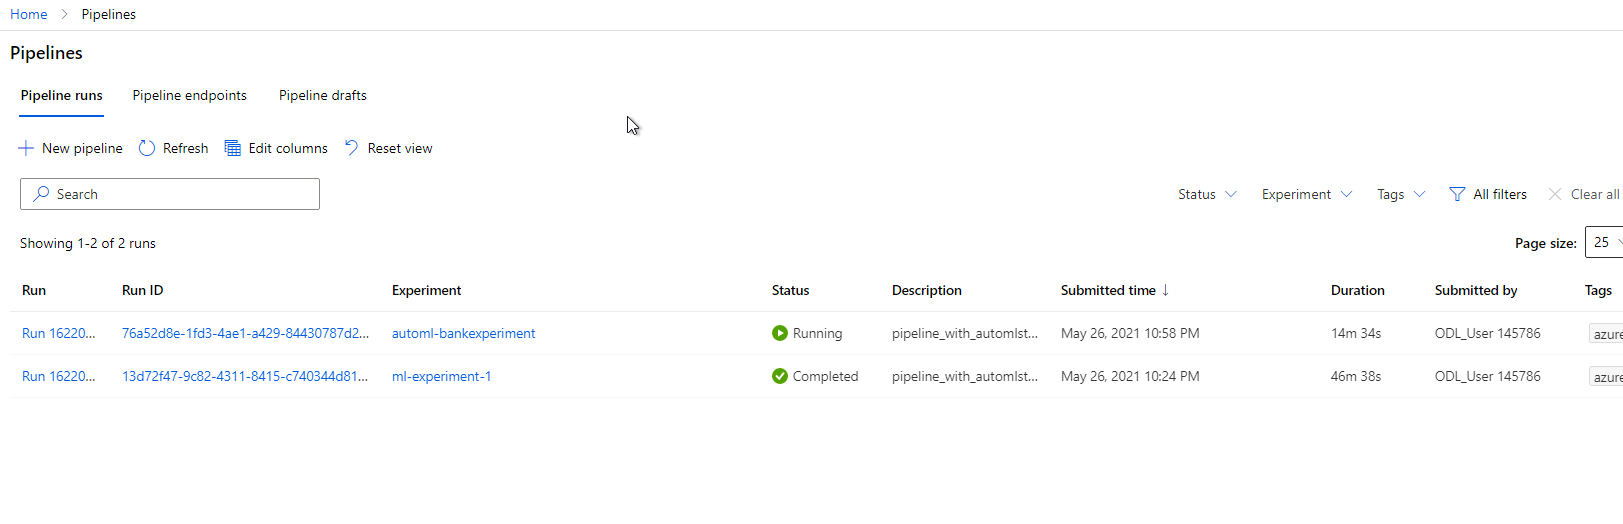 Home > Pipelines
Pipelines
Pipeline runs Pipeline endpoints Pipeline drafts
New pipeline Refresh Edit columns Reset view
Search Status Experiment Tags All filters Clear all
Showing 1-2 of 2 runs Page size: 25
Run Run ID Experiment Status Description Submitted time ↓ Duration Submitted by Tags
Run 16220... 76a52d8e-1fd3-4ae1-a429-84430787d2... automl-bankexperiment Running pipeline_with_automlst... May 26, 2021 10:58 PM 14m 34s ODL_User 145786 azure
Run 16220... 13d72f47-9c82-4311-8415-c740344d81... ml-experiment-1 Completed pipeline_with_automlst... May 26, 2021 10:24 PM 46m 38s ODL_User 145786 azure